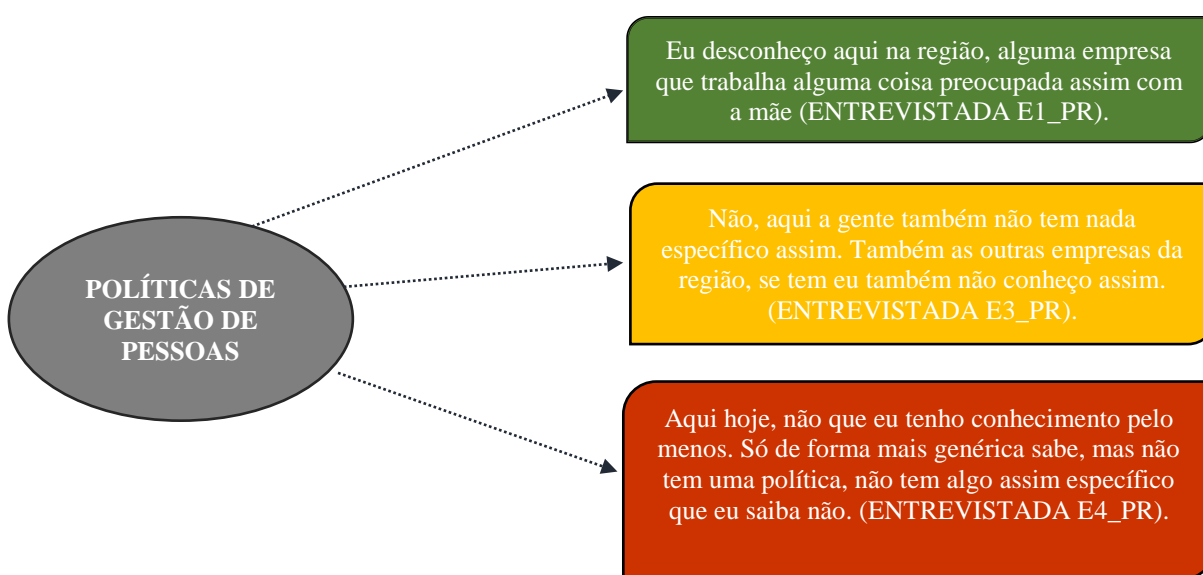 Eu desconheço aqui na região, alguma empresa
que trabalha alguma coisa preocupada assim com
a mãe (ENTREVISTADA E1_PR).
Não, aqui a gente também não tem nada
específico assim. Também as outras empresas da
região, se tem eu também não conheço assim.
(ENTREVISTADA E3_PR).
POLÍTICAS DE
GESTÃO DE
PESSOAS
Aqui hoje, não que eu tenho conhecimento pelo
menos. Só de forma mais genérica sabe, mas não
tem uma política, não tem algo assim específico
que eu saiba não. (ENTREVISTADA E4_PR).